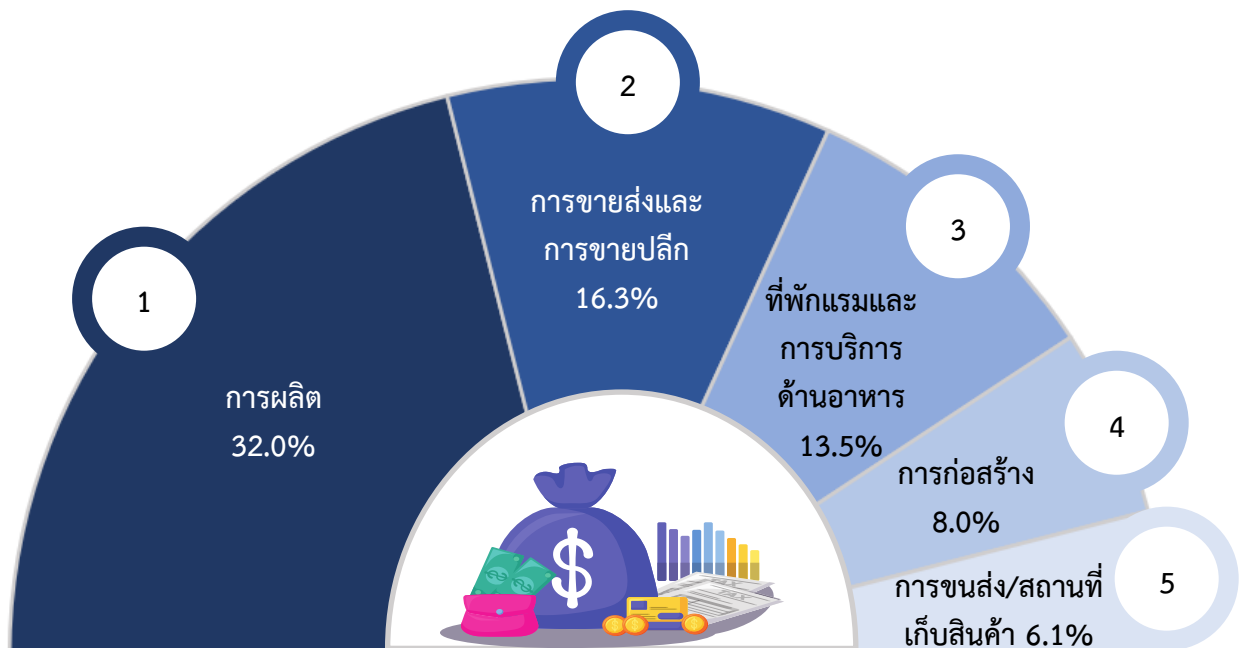 1
การผลิต
32.0%
2
การขายส่งและ
การขายปลีก
16.3%
3
ที่พักแรมและ
การบริการ
ด้านอาหาร
13.5%
4
การก่อสร้าง
8.0%
5
การขนส่ง/สถานที่
เก็บสินค้า 6.1%
$